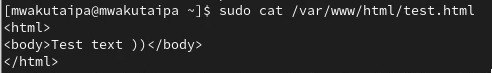 [mwakutaipa@mwakutaipa ~]$ sudo cat /var/www/html/test.html
<html>
<body>Test text ))</body>
</html>